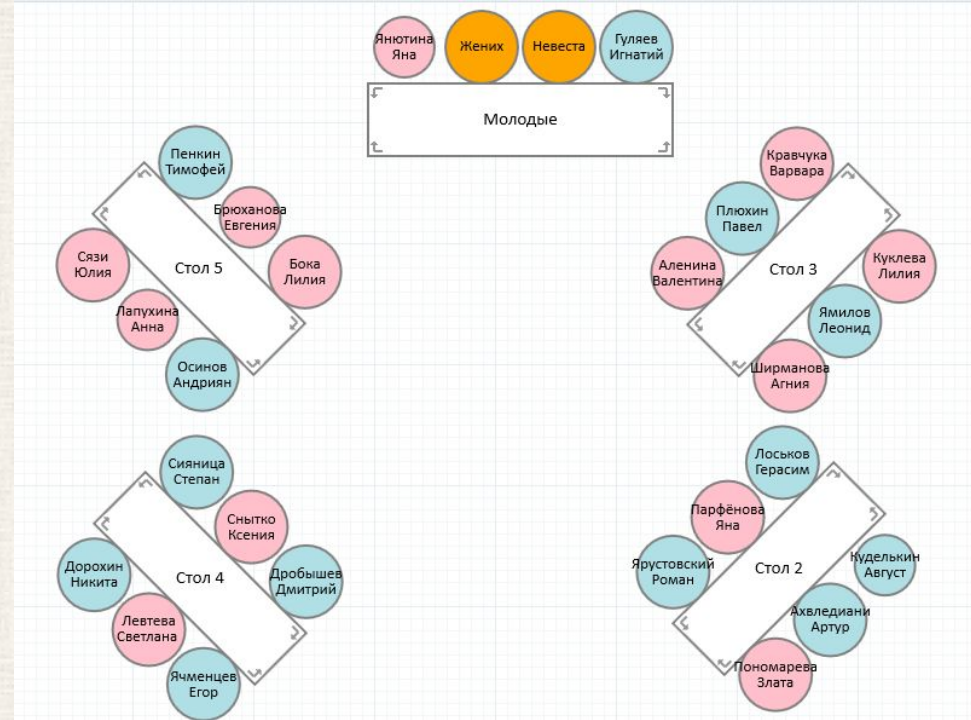 Янютина
Яна
Жених
Невеста
Гуляев
Игнатий
Молодые
Пенкин
Тимофей
Брюханова
Евгения
Бока
Лилия
Стол 5
Сязи
Юлия
Лапухина
Анна
Осинов
Андриян
Кравчука
Варвара
Плюхин
Павел
Аленина
Валентина
Стол 3
Куклева
Лилия
Ямилов
Леонид
Ширманова
Агния
Сияница
Степан
Снытко
Ксения
Дробышев
Дмитрий
Стол 4
Дорохин
Никита
Левтева
Светлана
Ячменцев
Егор
Лоськов
Герасим
Парфёнова
Яна
Ярустовский
Роман
Стол 2
Куделькин
Август
Ахвледиани
Артур
Пономарева
Злата